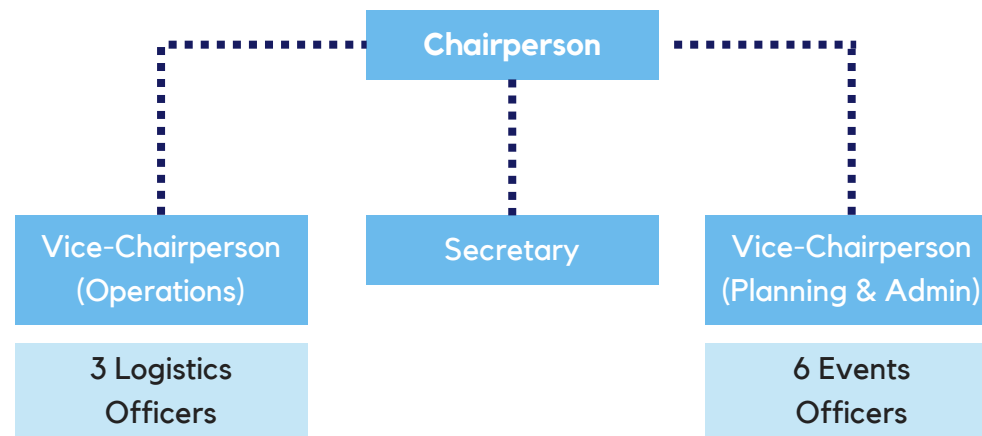 Chairperson
Vice-Chairperson
(Operations)
Secretary
Vice-Chairperson
(Planning & Admin)
3 Logistics
Officers
6 Events
Officers